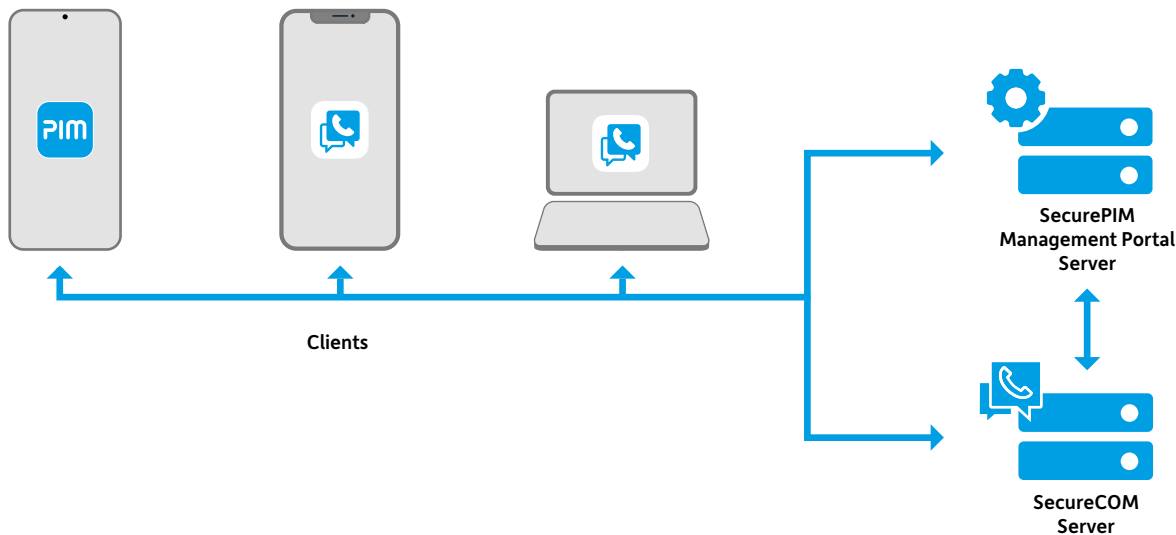 PIM
SecurePIM
Management Portal
Server
Clients
SecureCOM
Server